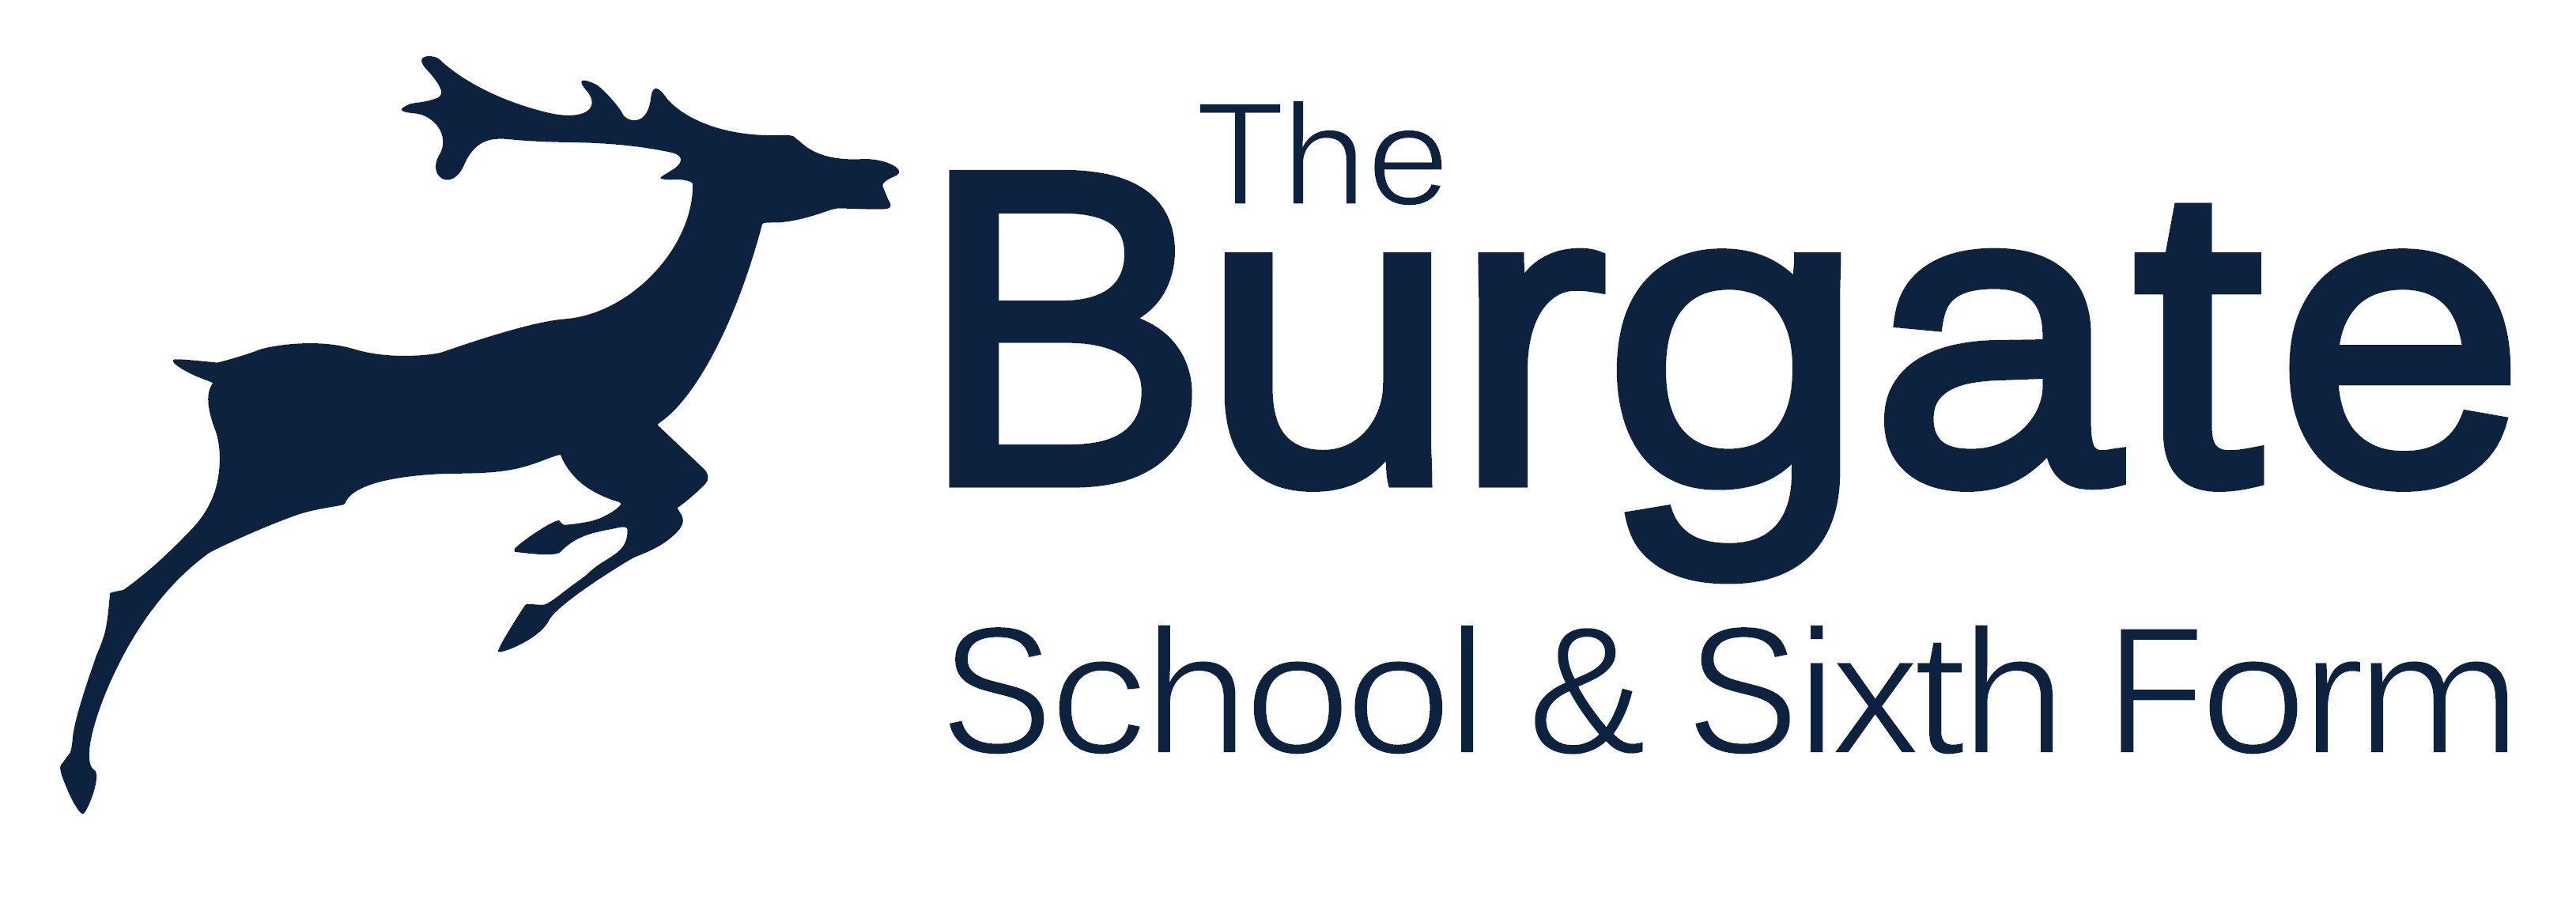 The
Burgate
School & Sixth Form